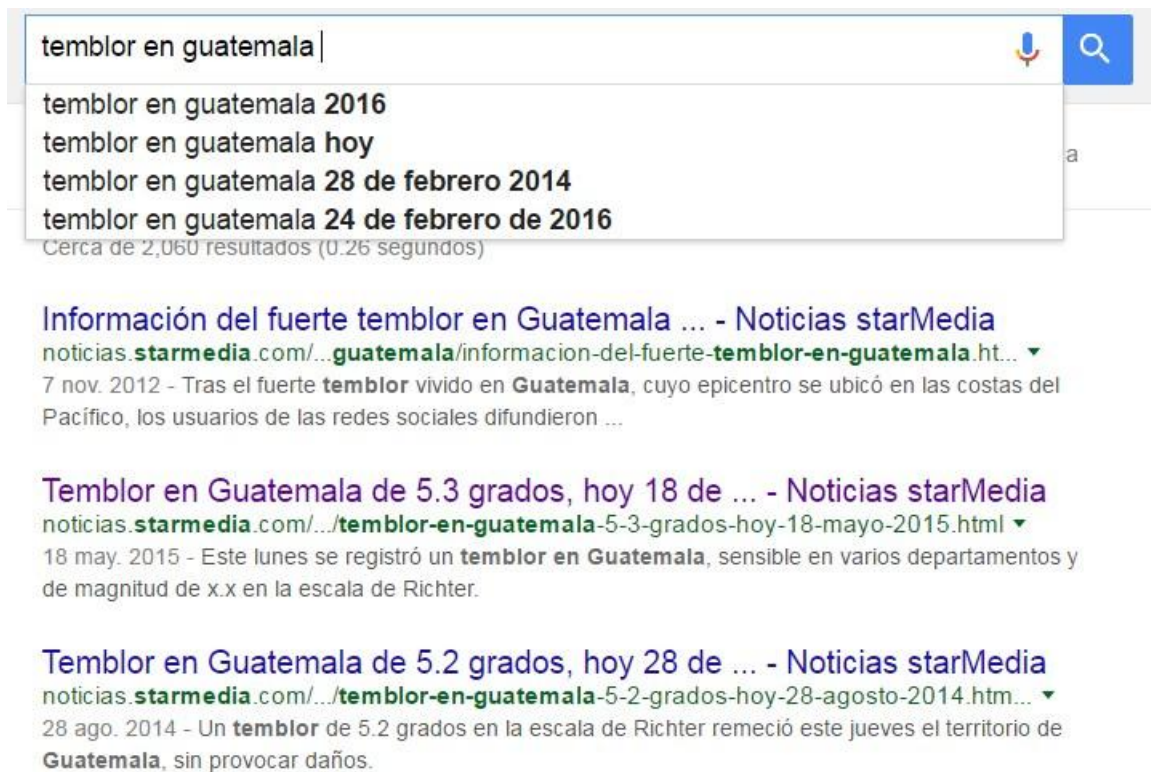 temblor en guatemala
temblor en guatemala 2016
temblor en guatemala hoy
temblor en guatemala 28 de febrero 2014
temblor en guatemala 24 de febrero de 2016
a
Cerca de 2,060 resultados (0.26 segundos)
Información del fuerte temblor en Guatemala ... - Noticias starMedia
noticias.starmedia.com/...guatemala/informacion-del-fuerte-temblor-en-guatemala.ht...
7 nov. 2012 - Tras el fuerte temblor vivido en Guatemala, cuyo epicentro se ubicó en las costas del
Pacífico, los usuarios de las redes sociales difundieron ...
Temblor en Guatemala de 5.3 grados, hoy 18 de ... - Noticias starMedia
noticias.starmedia.com/.../temblor-en-guatemala-5-3-grados-hoy-18-mayo-2015.html
18 may. 2015 - Este lunes se registró un temblor en Guatemala, sensible en varios departamentos y
de magnitud de x.x en la escala de Richter.
Temblor en Guatemala de 5.2 grados, hoy 28 de ... - Noticias starMedia
noticias.starmedia.com/.../temblor-en-guatemala-5-2-grados-hoy-28-agosto-2014.htm...
28 ago. 2014 - Un temblor de 5.2 grados en la escala de Richter remeció este jueves el territorio de
Guatemala, sin provocar daños.